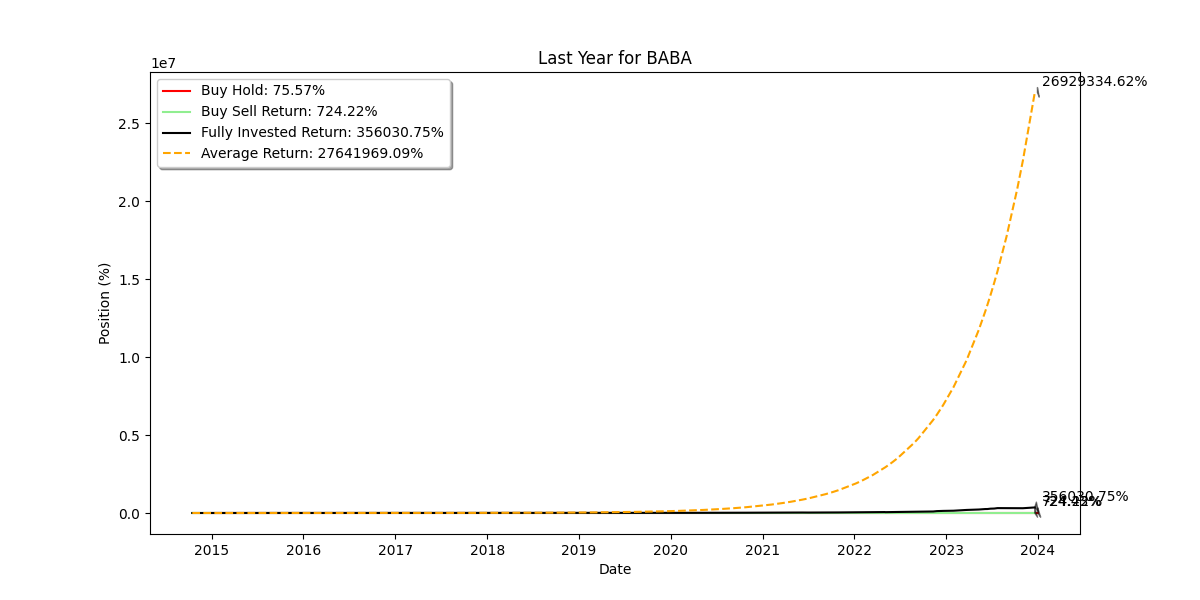 Last Year for BABA
1e7
Buy Hold: 75.57%
Buy Sell Return: 724.22%
Fully Invested Return: 356030.75%
Average Return: 27641969.09%
26929334.62%
2.5
2.0
1.5
1.0
0.5
0.0
Position (%)
356030.75%
2015 2016 2017 2018 2019 2020 2021 2022 2023 2024
Date